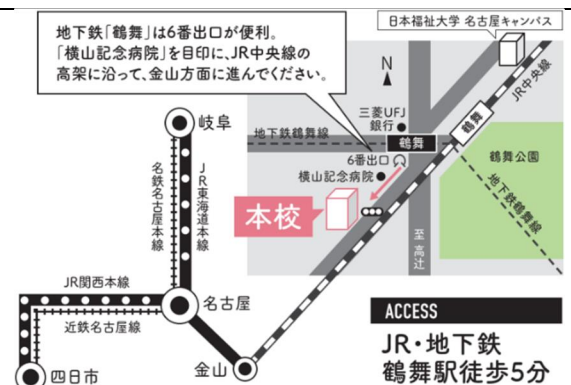 地下鉄「鶴舞」は6番出口が便利。
「横山記念病院」を目印に、JR中央線の
高架に沿って、金山方面に進んでください。
日本福祉大学 名古屋キャンパス
N
JR中央線
三菱UFJ
銀行
鶴舞
地下鉄鶴舞線
鶴舞
6番出口
横山記念病院
鶴舞公園
地下鉄鶴舞線
本校
至 高辻
岐阜
名鉄名古屋本線
JR東海道本線
JR関西本線
名古屋
近鉄名古屋線
金山
四日市
ACCESS
JR・地下鉄
鶴舞駅徒歩5分